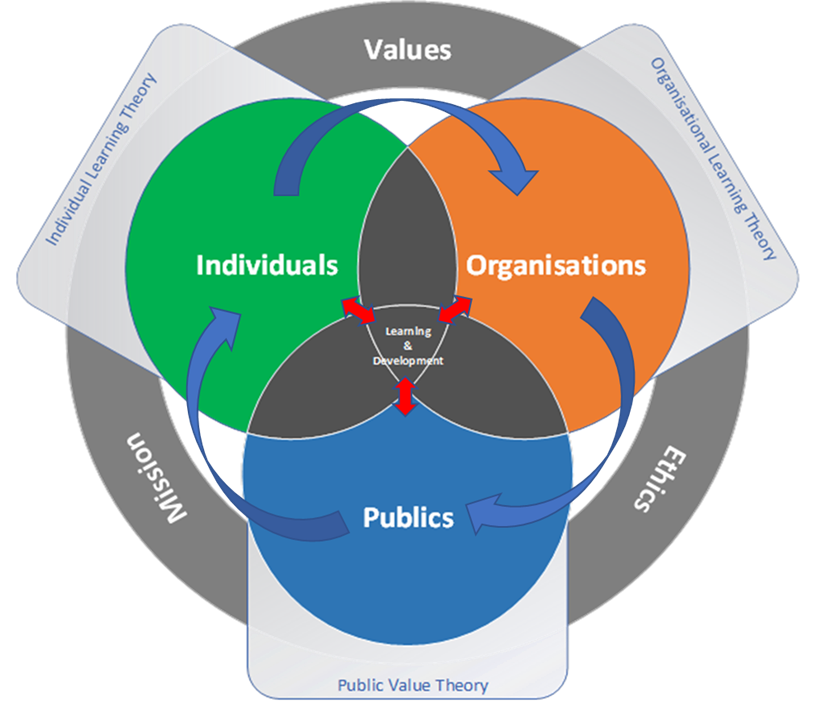 Values
Individual Learning Theory
Organisational Learning Theory
Individuals
Organisations
Learning
&
Development
Mission
Ethics
Publics
Public Value Theory